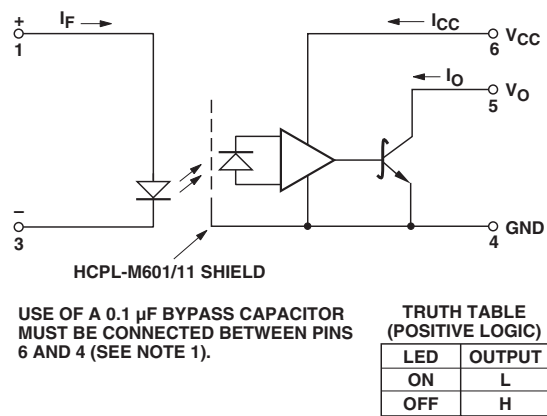 +
I_F
1
I_CC
6
V_CC
I_O
5
V_O
–
3
4
GND
HCPL-M601/11 SHIELD
USE OF A 0.1 µF BYPASS CAPACITOR
MUST BE CONNECTED BETWEEN PINS
6 AND 4 (SEE NOTE 1).
TRUTH TABLE
(POSITIVE LOGIC)
LED OUTPUT
ON L
OFF H